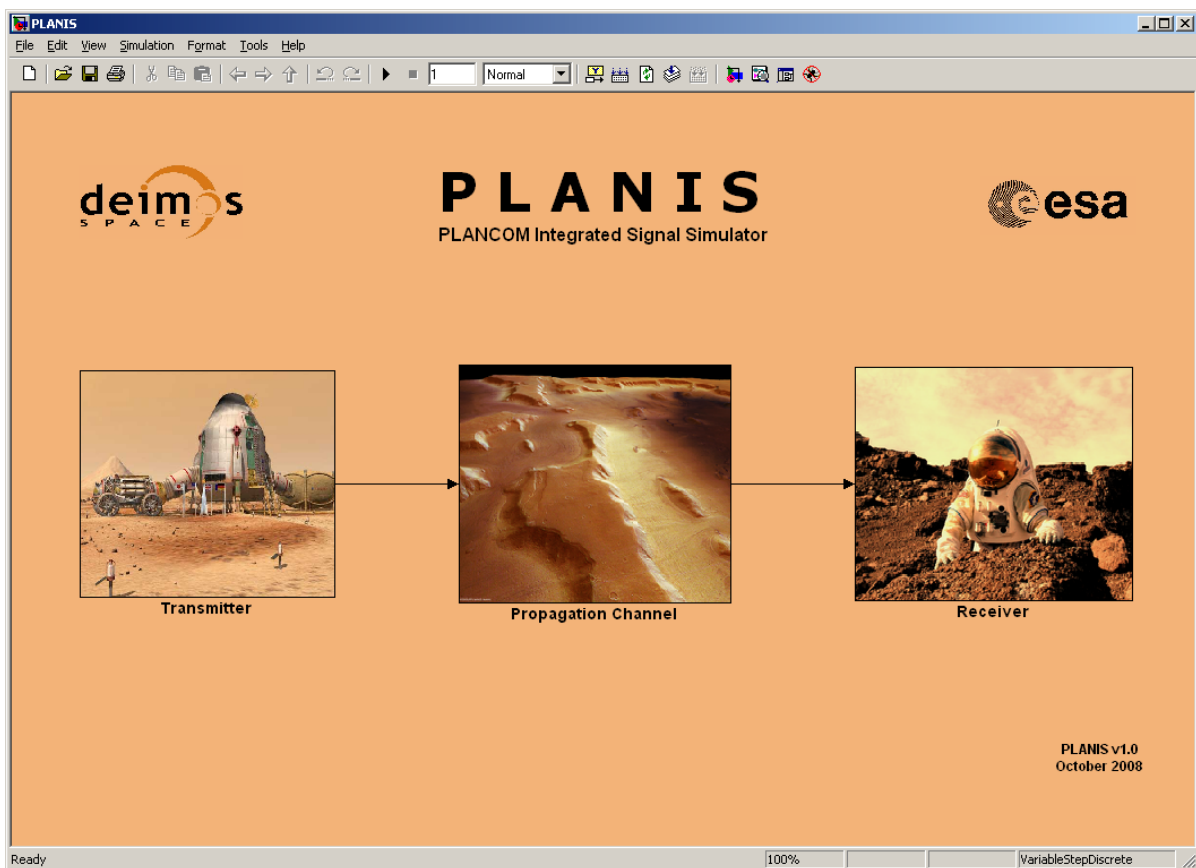 PLANIS
File Edit View Simulation Format Tools Help
1 Normal
deimos
SPACE
PLANIS
PLANCOM Integrated Signal Simulator
esa
Transmitter
Propagation Channel
Receiver
PLANIS v1.0
October 2008
Ready 100% VariableStepDiscrete